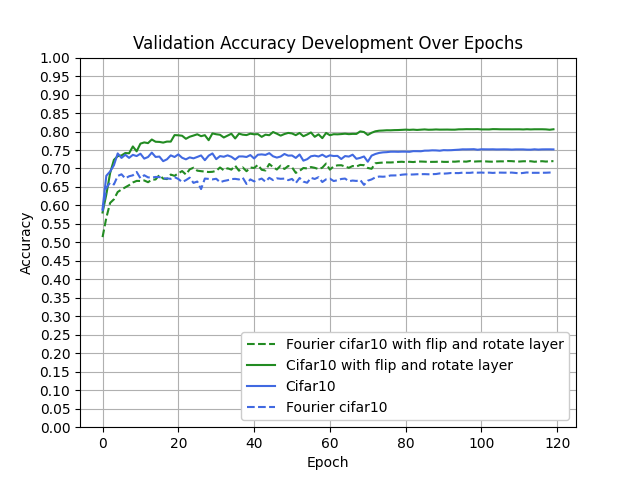 Validation Accuracy Development Over Epochs
1.00
0.95
0.90
0.85
0.80
0.75
0.70
0.65
0.60
0.55
0.50
0.45
0.40
0.35
0.30
0.25
0.20
0.15
0.10
0.05
0.00
Accuracy
Fourier cifar10 with flip and rotate layer
Cifar10 with flip and rotate layer
Cifar10
Fourier cifar10
0 20 40 60 80 100 120
Epoch